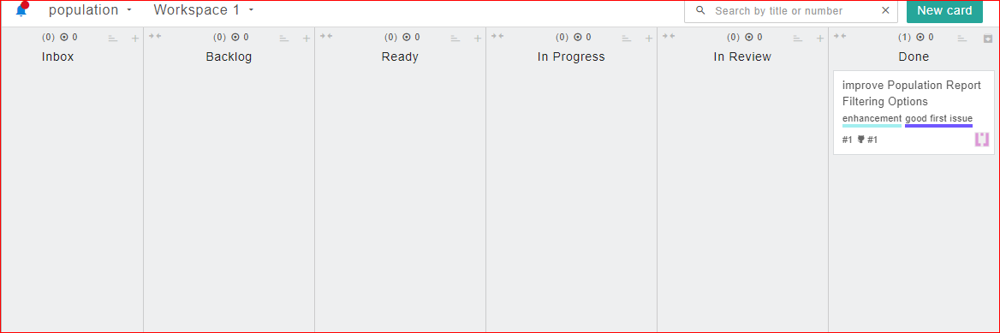 population Workspace 1 Search by title or number New card
(0) 0 (0) 0 (0) 0 (0) 0 (0) 0 (1) 0
Inbox Backlog Ready In Progress In Review Done
improve Population Report
Filtering Options
enhancement good first issue
#1 #1